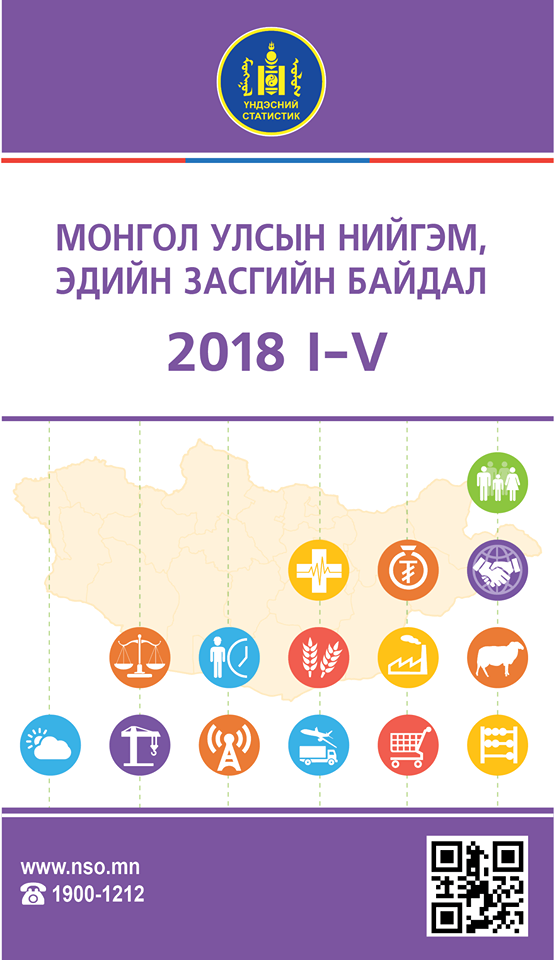 ҮНДЭСНИЙ
СТАТИСТИК
МОНГОЛ УЛСЫН НИЙГЭМ,
ЭДИЙН ЗАСГИЙН БАЙДАЛ
2018 I-V
www.nso.mn
1900-1212